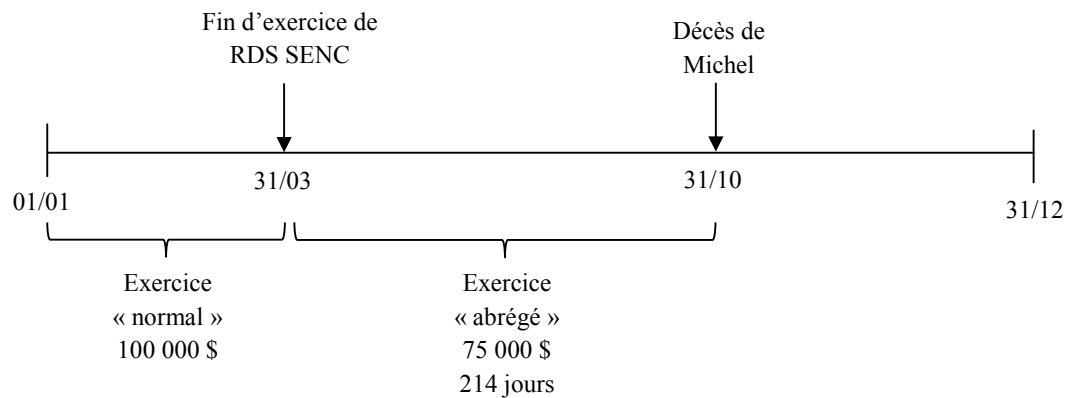 Fin d’exercice de
RDS SENC
Décès de
Michel
01/01
31/03
31/10
31/12
Exercice
« normal »
100 000 $
Exercice
« abrégé »
75 000 $
214 jours